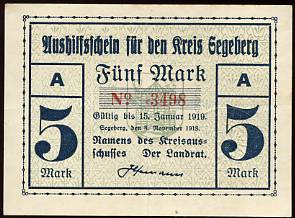 Aushilfsschein für den Kreis Segeberg
Fünf Mark
A
A
No 3498
5
5
Gültig bis 15. Januar 1919.
Segeberg, den 8. November 1918.
Namens des Kreisaus-
schusses Der Landrat.
Mark
Mark